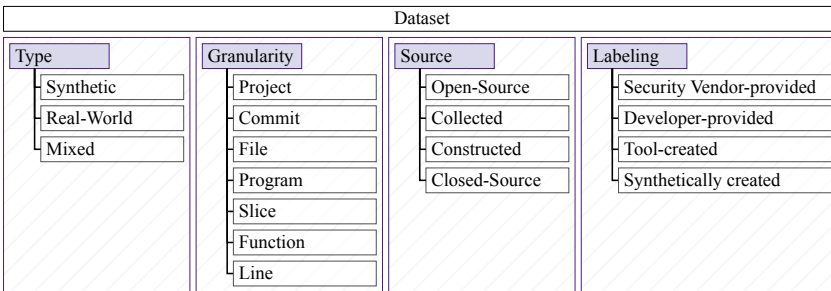 Dataset
Type
Synthetic
Real-World
Mixed
Granularity
Project
Commit
File
Program
Slice
Function
Line
Source
Open-Source
Collected
Constructed
Closed-Source
Labeling
Security Vendor-provided
Developer-provided
Tool-created
Synthetically created